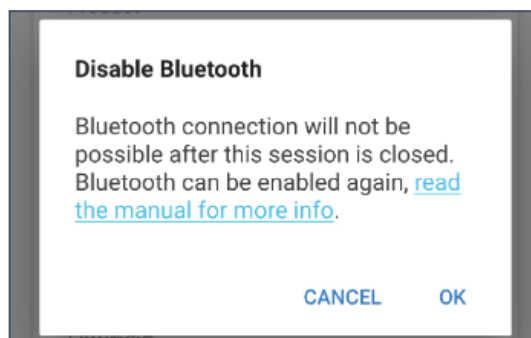 Disable Bluetooth
Bluetooth connection will not be
possible after this session is closed.
Bluetooth can be enabled again, read
the manual for more info.
CANCEL OK